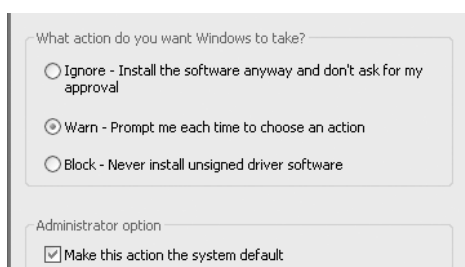 What action do you want Windows to take?
Ignore - Install the software anyway and don't ask for my
approval
Warn - Prompt me each time to choose an action
Block - Never install unsigned driver software
Administrator option
Make this action the system default